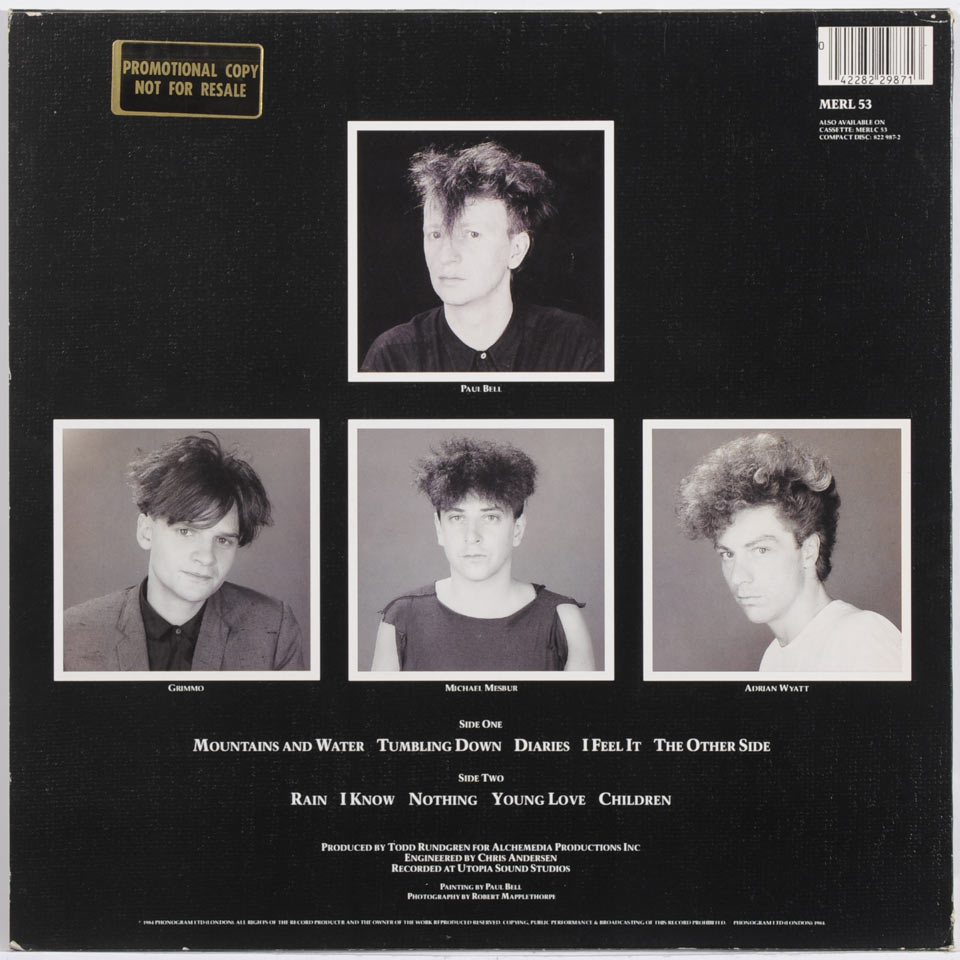 PROMOTIONAL COPY
NOT FOR RESALE
0 42282 29871
MERL 53
ALSO AVAILABLE ON
CASSETTE: MERLC 53
COMPACT DISC: 822 987-2
PAUL BELL
GRIMMO
MICHAEL MESBUR
ADRIAN WYATT
SIDE ONE
MOUNTAINS AND WATER TUMBLING DOWN DIARIES I FEEL IT THE OTHER SIDE
SIDE TWO
RAIN I KNOW NOTHING YOUNG LOVE CHILDREN
PRODUCED BY TODD RUNDGREN FOR ALCHEMEDIA PRODUCTIONS INC
ENGINEERED BY CHRIS ANDERSEN
RECORDED AT UTOPIA SOUND STUDIOS
PAINTING BY PAUL BELL
PHOTOGRAPHY BY ROBERT MAPPLETHORPE
1984 PHONOGRAM LTD (LONDON). ALL RIGHTS OF THE RECORD PRODUCER AND THE OWNER OF THE WORK REPRODUCED RESERVED. COPYING, PUBLIC PERFORMANCE & BROADCASTING OF THIS RECORD PROHIBITED. PHONOGRAM LTD (LONDON) 1984.